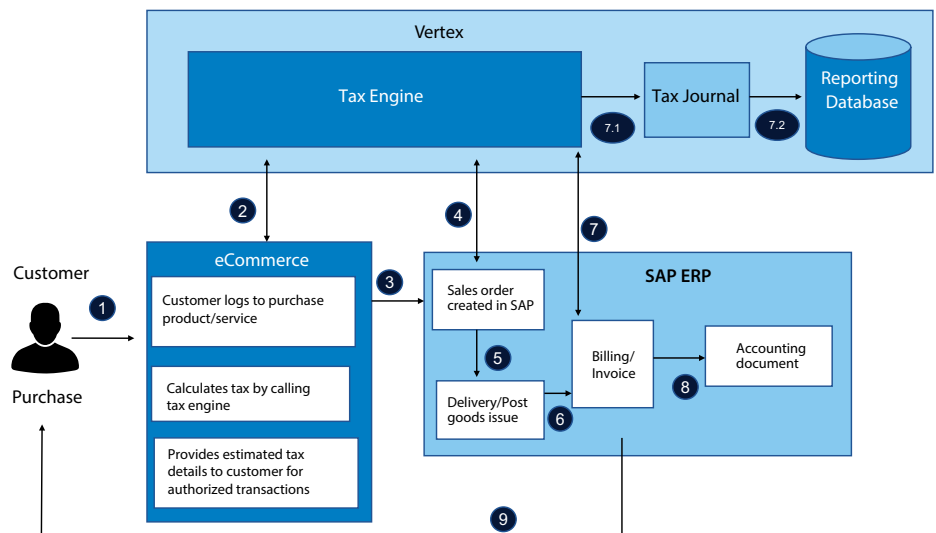 Vertex
Tax Engine
Tax Journal
Reporting
Database
7.1
7.2
2
4
7
Customer
1
Purchase
eCommerce
Customer logs to purchase
product/service
Calculates tax by calling
tax engine
Provides estimated tax
details to customer for
authorized transactions
3
SAP ERP
Sales order
created in SAP
5
Delivery/Post
goods issue
6
Billing/
Invoice
8
Accounting
document
9